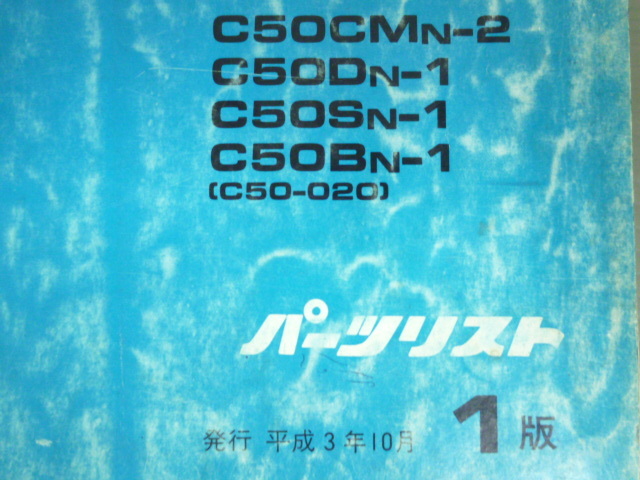 C50CMN-2
C50DN-1
C50SN-1
C50BN-1
(C50-020)
パーツリスト
発行 平成3年10月 1版